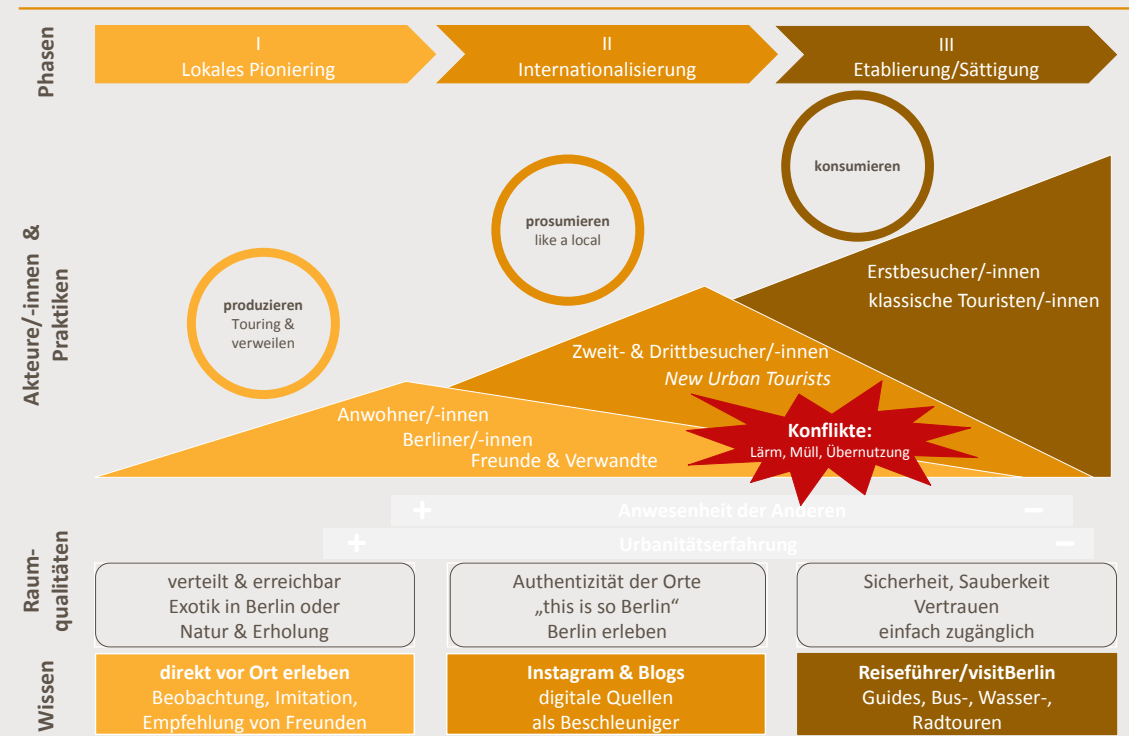 Phasen
I
Lokales Pioniering
II
Internationalisierung
III
Etablierung/Sättigung
Akteure/-innen &
Praktiken
produzieren
Touring &
verweilen
prosumieren
like a local
konsumieren
Erstbesucher/-innen
klassische Touristen/-innen
Zweit- & Drittbesucher/-innen
New Urban Tourists
Anwohner/-innen
Berliner/-innen
Freunde & Verwandte
Konflikte:
Lärm, Müll, Übernutzung
+ Anwesenheit der Anderen −
+ Urbanitätserfahrung −
Raum-
qualitäten
verteilt & erreichbar
Exotik in Berlin oder
Natur & Erholung
Authentizität der Orte
„this is so Berlin“
Berlin erleben
Sicherheit, Sauberkeit
Vertrauen
einfach zugänglich
Wissen
direkt vor Ort erleben
Beobachtung, Imitation,
Empfehlung von Freunden
Instagram & Blogs
digitale Quellen
als Beschleuniger
Reiseführer/visitBerlin
Guides, Bus-, Wasser-,
Radtouren